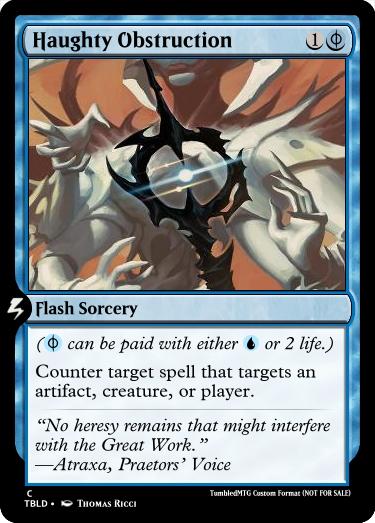 Haughty Obstruction 1
Flash Sorcery
( can be paid with either or 2 life.)
Counter target spell that targets an
artifact, creature, or player.
“No heresy remains that might interfere
with the Great Work.”
—Atraxa, Praetors’ Voice
C
TBLD • Thomas Ricci
TumbledMTG Custom Format (NOT FOR SALE)